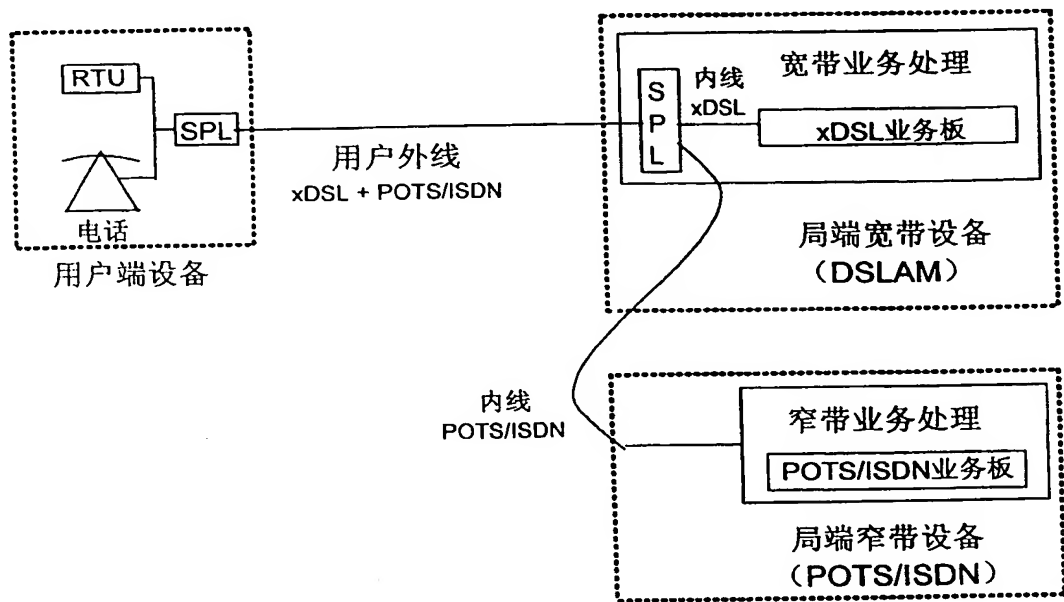 RTU
SPL
电话
用户端设备
用户外线
xDSL + POTS/ISDN
宽带业务处理
SPL
内线
xDSL
xDSL业务板
局端宽带设备
（DSLAM）
内线
POTS/ISDN
窄带业务处理
POTS/ISDN业务板
局端窄带设备
（POTS/ISDN）